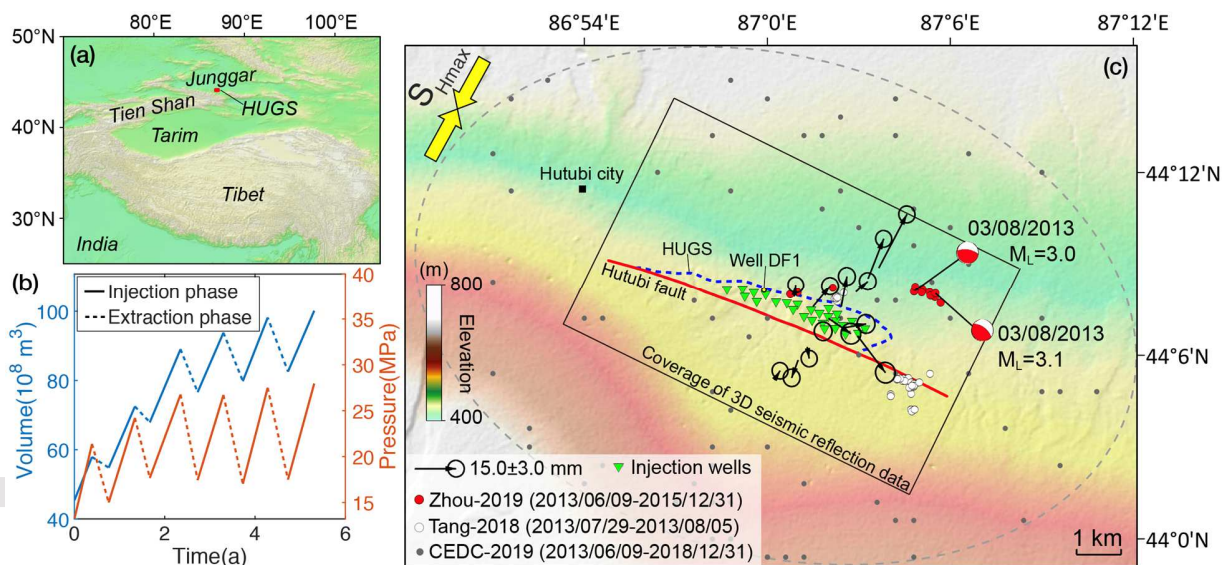 80°E 90°E 100°E
50°N
40°N
30°N
(a)
Junggar
HUGS
Tien Shan
Tarim
Tibet
India
(b)
Injection phase
Extraction phase
Volume(10⁸ m³)
100
80
60
40
Pressure(MPa)
40
35
30
25
20
15
0 2 4 6
Time(a)
86°54'E 87°0'E 87°6'E 87°12'E
(c)
S Hmax
Hutubi city
HUGS
Well DF1
Hutubi fault
03/08/2013
M_L=3.0
03/08/2013
M_L=3.1
Coverage of 3D seismic reflection data
(m)
800
Elevation
400
15.0±3.0 mm Injection wells
Zhou-2019 (2013/06/09-2015/12/31)
Tang-2018 (2013/07/29-2013/08/05)
CEDC-2019 (2013/06/09-2018/12/31)
1 km
44°12'N
44°6'N
44°0'N